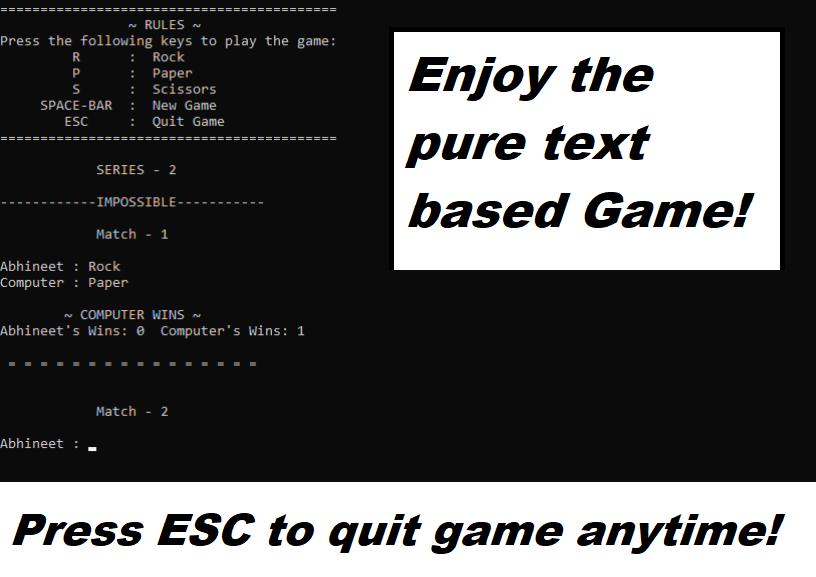 ==========================================
~ RULES ~
Press the following keys to play the game:
R : Rock
P : Paper
S : Scissors
SPACE-BAR : New Game
ESC : Quit Game
==========================================
SERIES - 2
------------IMPOSSIBLE-----------
Match - 1
Abhineet : Rock
Computer : Paper
~ COMPUTER WINS ~
Abhineet's Wins: 0 Computer's Wins: 1
= = = = = = = = = = = = = = = =
Match - 2
Abhineet : _
Enjoy the
pure text
based Game!
Press ESC to quit game anytime!